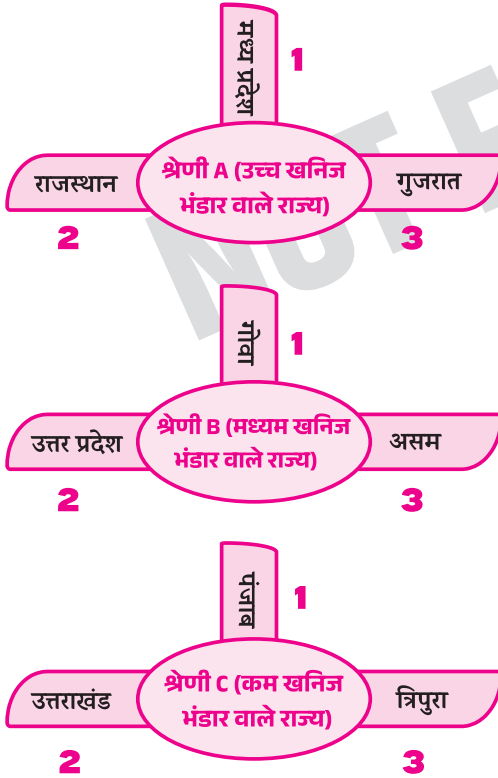 मध्य प्रदेश
1
श्रेणी A (उच्च खनिज
भंडार वाले राज्य)
राजस्थान
गुजरात
2
3
गोवा
1
श्रेणी B (मध्यम खनिज
भंडार वाले राज्य)
उत्तर प्रदेश
असम
2
3
पंजाब
1
श्रेणी C (कम खनिज
भंडार वाले राज्य)
उत्तराखंड
त्रिपुरा
2
3